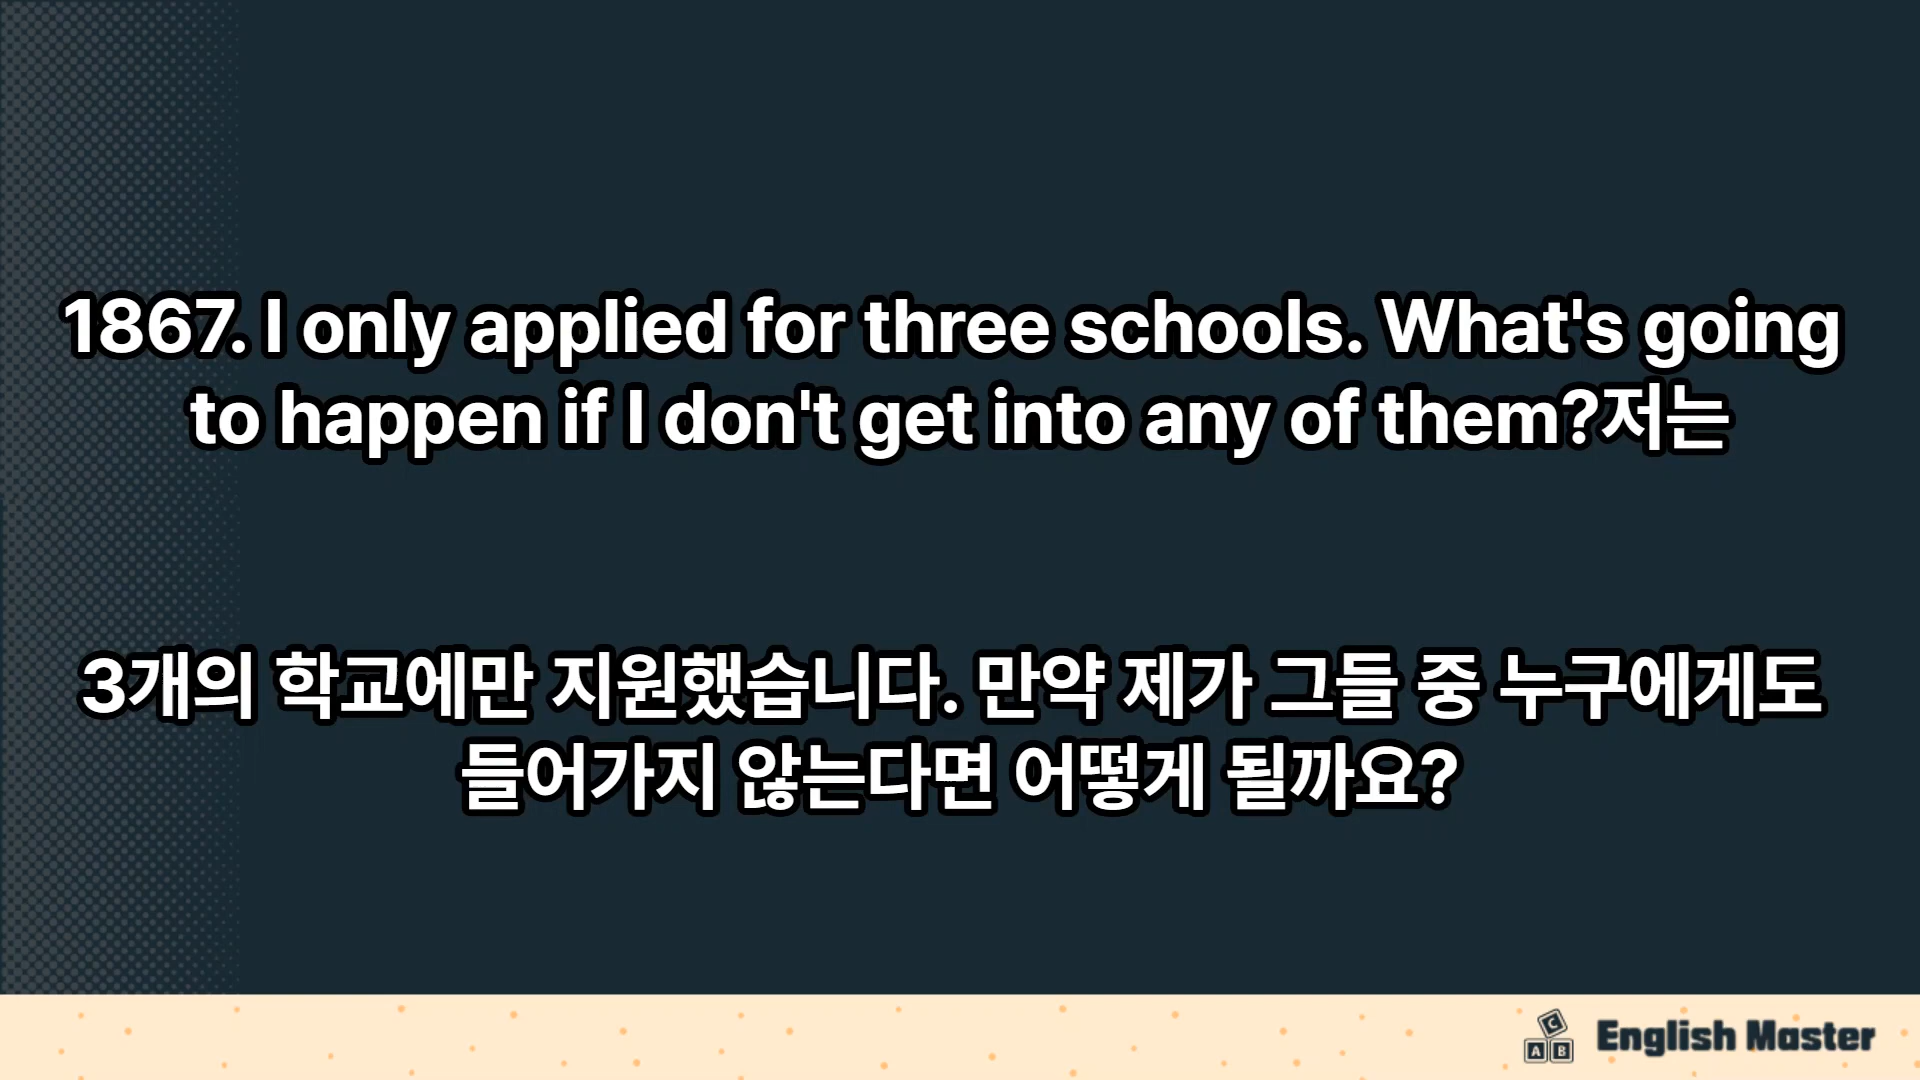 1867. I only applied for three schools. What's going
to happen if I don't get into any of them?저는
3개의 학교에만 지원했습니다. 만약 제가 그들 중 누구에게도
들어가지 않는다면 어떻게 될까요?
C
A B
English Master